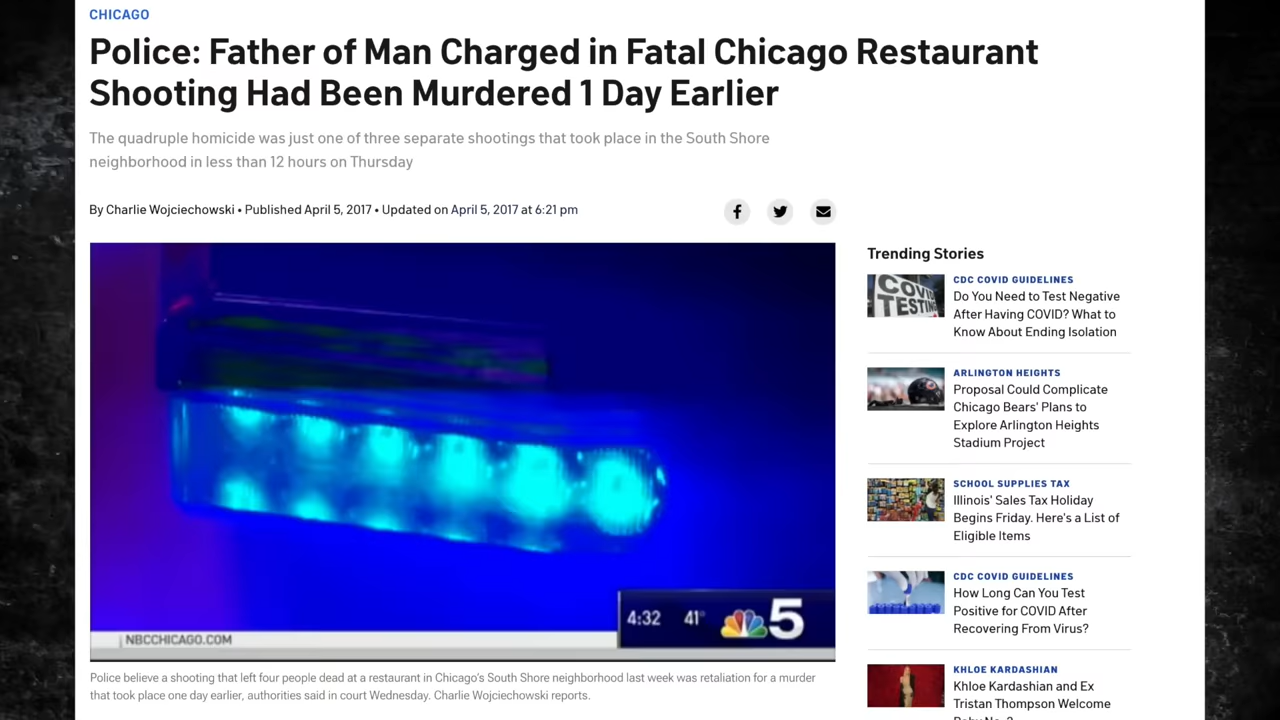 CHICAGO
Police: Father of Man Charged in Fatal Chicago Restaurant
Shooting Had Been Murdered 1 Day Earlier
The quadruple homicide was just one of three separate shootings that took place in the South Shore
neighborhood in less than 12 hours on Thursday
By Charlie Wojciechowski • Published April 5, 2017 • Updated on April 5, 2017 at 6:21 pm
NBCCHICAGO.COM
4:32 41° 5
Police believe a shooting that left four people dead at a restaurant in Chicago's South Shore neighborhood last week was retaliation for a murder
that took place one day earlier, authorities said in court Wednesday. Charlie Wojciechowski reports.
Trending Stories
COVID
TESTIN
CDC COVID GUIDELINES
Do You Need to Test Negative
After Having COVID? What to
Know About Ending Isolation
ARLINGTON HEIGHTS
Proposal Could Complicate
Chicago Bears' Plans to
Explore Arlington Heights
Stadium Project
SCHOOL SUPPLIES TAX
Illinois' Sales Tax Holiday
Begins Friday. Here's a List of
Eligible Items
CDC COVID GUIDELINES
How Long Can You Test
Positive for COVID After
Recovering From Virus?
KHLOE KARDASHIAN
Khloe Kardashian and Ex
Tristan Thompson Welcome